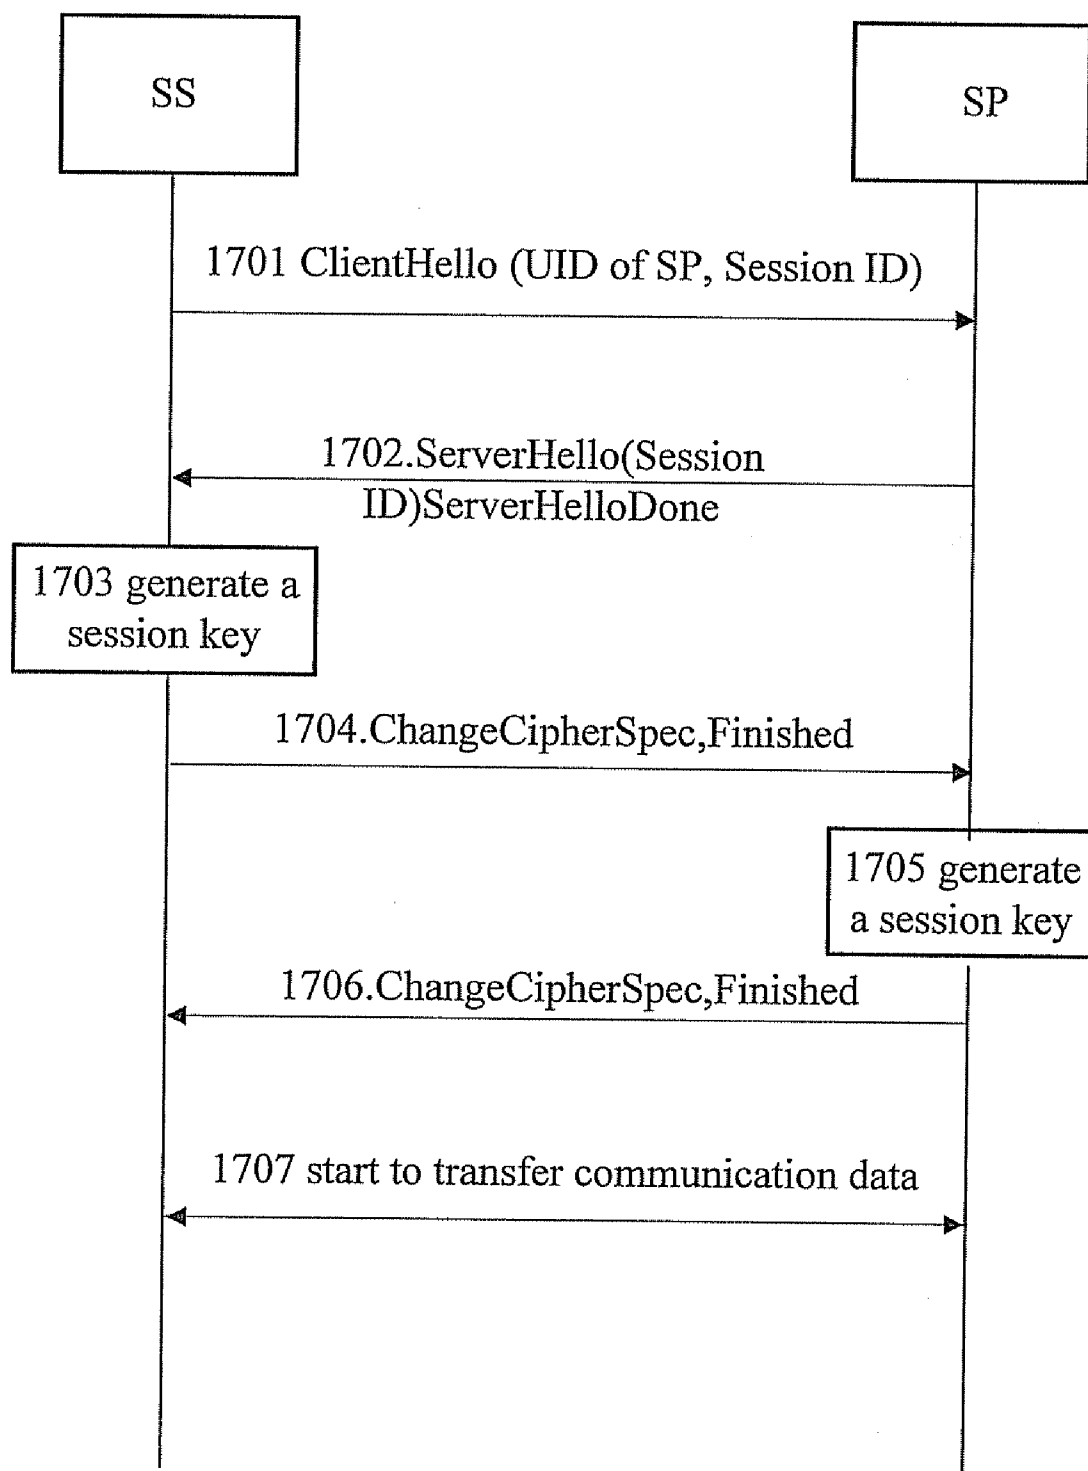 SS
SP
1701 ClientHello (UID of SP, Session ID)
1702.ServerHello(Session
ID)ServerHelloDone
1703 generate a
session key
1704.ChangeCipherSpec,Finished
1705 generate
a session key
1706.ChangeCipherSpec,Finished
1707 start to transfer communication data